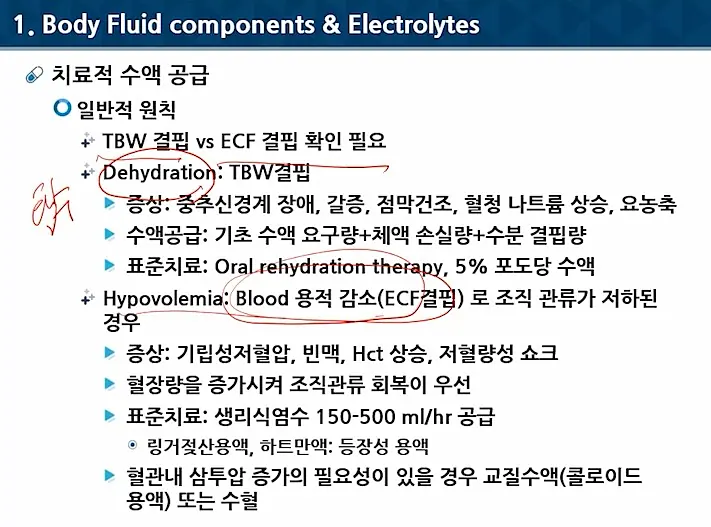 1. Body Fluid components & Electrolytes
치료적 수액 공급
일반적 원칙
TBW 결핍 vs ECF 결핍 확인 필요
Dehydration: TBW결핍
증상: 중추신경계 장애, 갈증, 점막건조, 혈청 나트륨 상승, 요농축
수액공급: 기초 수액 요구량+체액 손실량+수분 결핍량
표준치료: Oral rehydration therapy, 5% 포도당 수액
Hypovolemia: Blood 용적 감소(ECF결핍) 로 조직 관류가 저하된
경우
증상: 기립성저혈압, 빈맥, Hct 상승, 저혈량성 쇼크
혈장량을 증가시켜 조직관류 회복이 우선
표준치료: 생리식염수 150-500 ml/hr 공급
링거젖산용액, 하트만액: 등장성 용액
혈관내 삼투압 증가의 필요성이 있을 경우 교질수액(콜로이드
용액) 또는 수혈